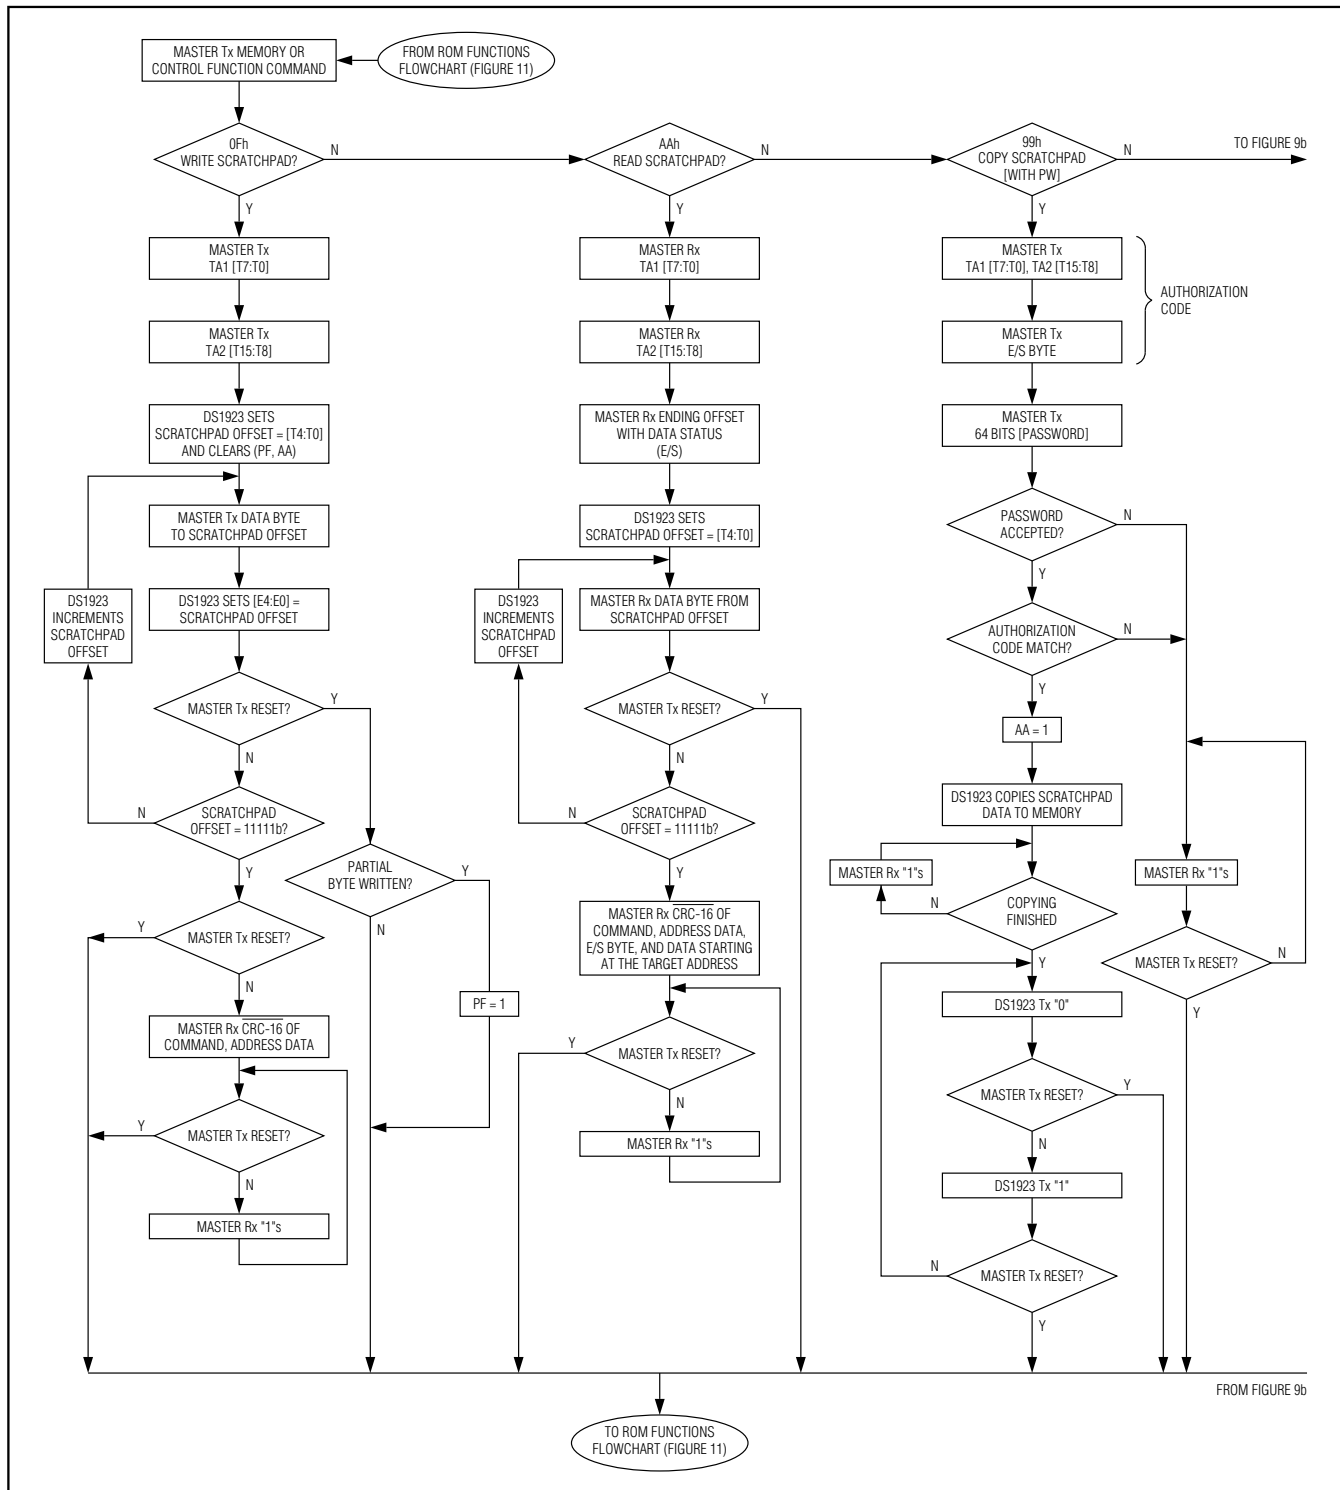 MASTER Tx MEMORY OR
CONTROL FUNCTION COMMAND
FROM ROM FUNCTIONS
FLOWCHART (FIGURE 11)
0Fh
WRITE SCRATCHPAD?
N
Y
AAh
READ SCRATCHPAD?
N
Y
99h
COPY SCRATCHPAD
[WITH PW]
N
Y
TO FIGURE 9b
MASTER Tx
TA1 [T7:T0]
MASTER Tx
TA2 [T15:T8]
DS1923 SETS
SCRATCHPAD OFFSET = [T4:T0]
AND CLEARS (PF, AA)
MASTER Tx DATA BYTE
TO SCRATCHPAD OFFSET
DS1923 SETS [E4:E0] =
SCRATCHPAD OFFSET
DS1923
INCREMENTS
SCRATCHPAD
OFFSET
MASTER Tx RESET?
Y
N
SCRATCHPAD
OFFSET = 11111b?
N
Y
PARTIAL
BYTE WRITTEN?
Y
N
PF = 1
MASTER Tx RESET?
Y
N
MASTER Rx CRC-16 OF
COMMAND, ADDRESS DATA
MASTER Tx RESET?
Y
N
MASTER Rx "1"s
MASTER Rx
TA1 [T7:T0]
MASTER Rx
TA2 [T15:T8]
MASTER Rx ENDING OFFSET
WITH DATA STATUS
(E/S)
DS1923 SETS
SCRATCHPAD OFFSET = [T4:T0]
MASTER Rx DATA BYTE FROM
SCRATCHPAD OFFSET
DS1923
INCREMENTS
SCRATCHPAD
OFFSET
MASTER Tx RESET?
Y
N
SCRATCHPAD
OFFSET = 11111b?
N
Y
MASTER Rx CRC-16 OF
COMMAND, ADDRESS DATA,
E/S BYTE, AND DATA STARTING
AT THE TARGET ADDRESS
MASTER Tx RESET?
Y
N
MASTER Rx "1"s
MASTER Tx
TA1 [T7:T0], TA2 [T15:T8]
MASTER Tx
E/S BYTE
AUTHORIZATION
CODE
MASTER Tx
64 BITS [PASSWORD]
PASSWORD
ACCEPTED?
N
Y
AUTHORIZATION
CODE MATCH?
N
Y
AA = 1
DS1923 COPIES SCRATCHPAD
DATA TO MEMORY
MASTER Rx "1"s
COPYING
FINISHED
N
Y
MASTER Rx "1"s
MASTER Tx RESET?
N
Y
DS1923 Tx "0"
MASTER Tx RESET?
Y
N
DS1923 Tx "1"
MASTER Tx RESET?
N
Y
FROM FIGURE 9b
TO ROM FUNCTIONS
FLOWCHART (FIGURE 11)